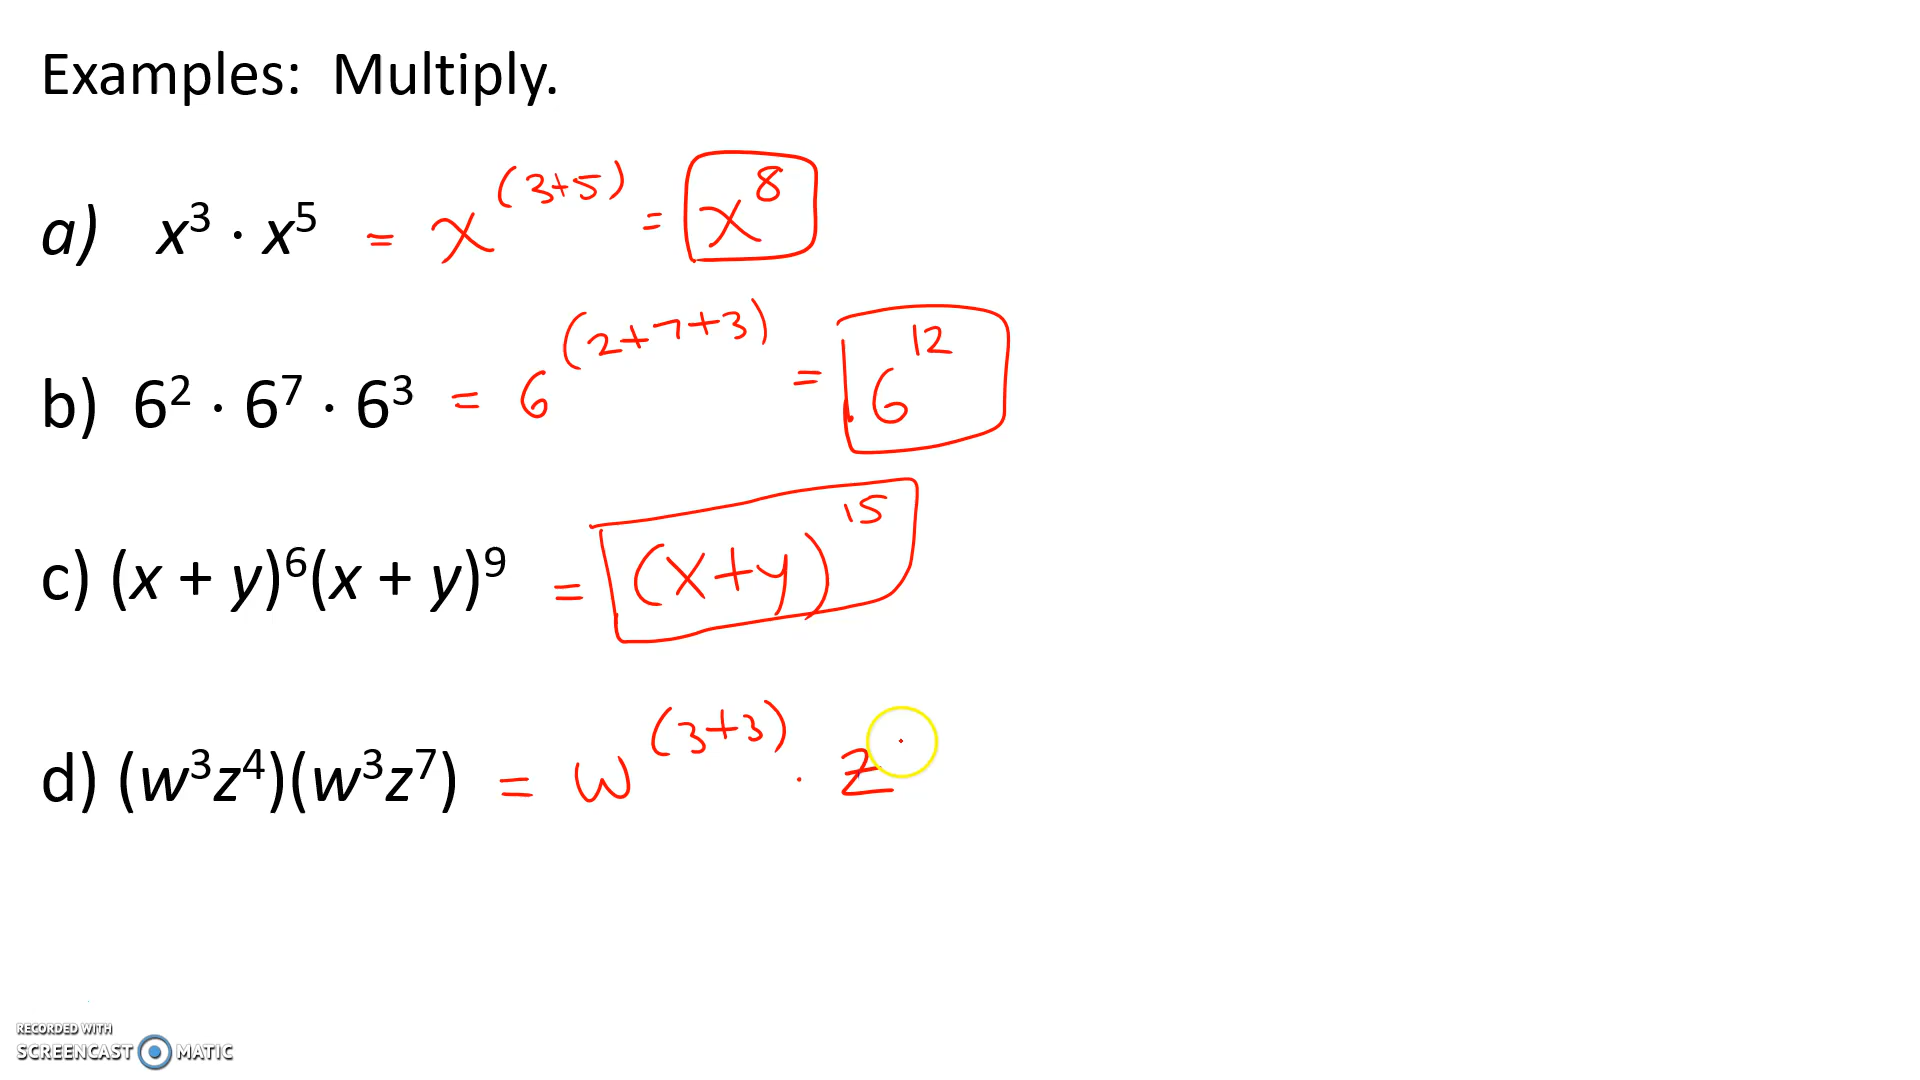 Examples: Multiply.
a) x³ · x⁵ = x⁽³⁺⁵⁾ = x⁸
b) 6² · 6⁷ · 6³ = 6⁽²⁺⁷⁺³⁾ = 6¹²
c) (x + y)⁶(x + y)⁹ = (x+y)¹⁵
d) (w³z⁴)(w³z⁷) = w⁽³⁺³⁾ · z
RECORDED WITH
SCREENCAST MATIC